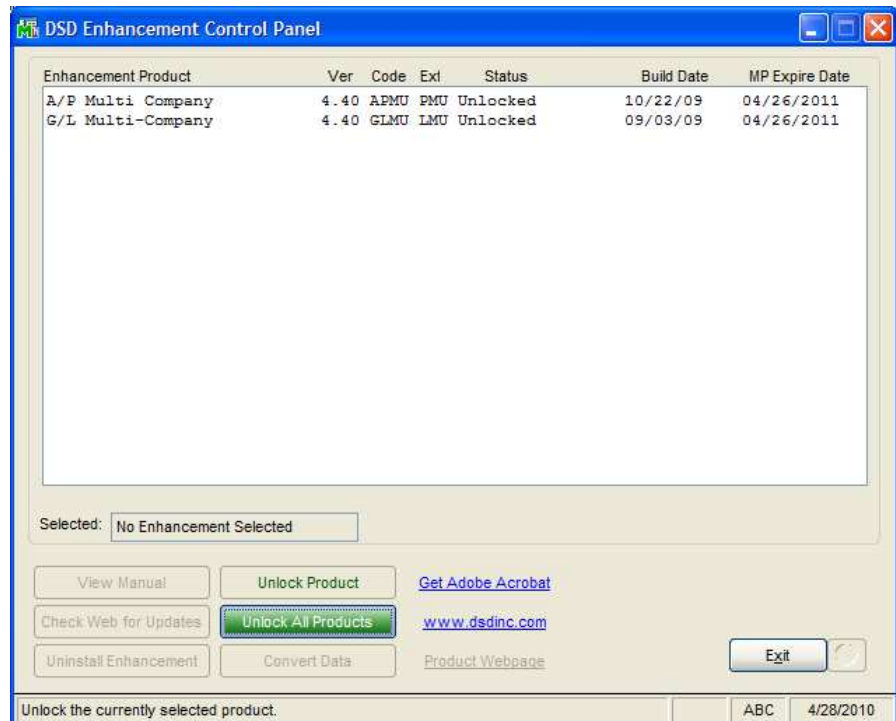 DSD Enhancement Control Panel
Enhancement Product Ver Code Ext Status Build Date MP Expire Date
A/P Multi Company 4.40 APMU PMU Unlocked 10/22/09 04/26/2011
G/L Multi-Company 4.40 GLMU LMU Unlocked 09/03/09 04/26/2011
Selected: No Enhancement Selected
View Manual Unlock Product Get Adobe Acrobat
Check Web for Updates Unlock All Products www.dsdinc.com
Uninstall Enhancement Convert Data Product Webpage Exit
Unlock the currently selected product. ABC 4/28/2010